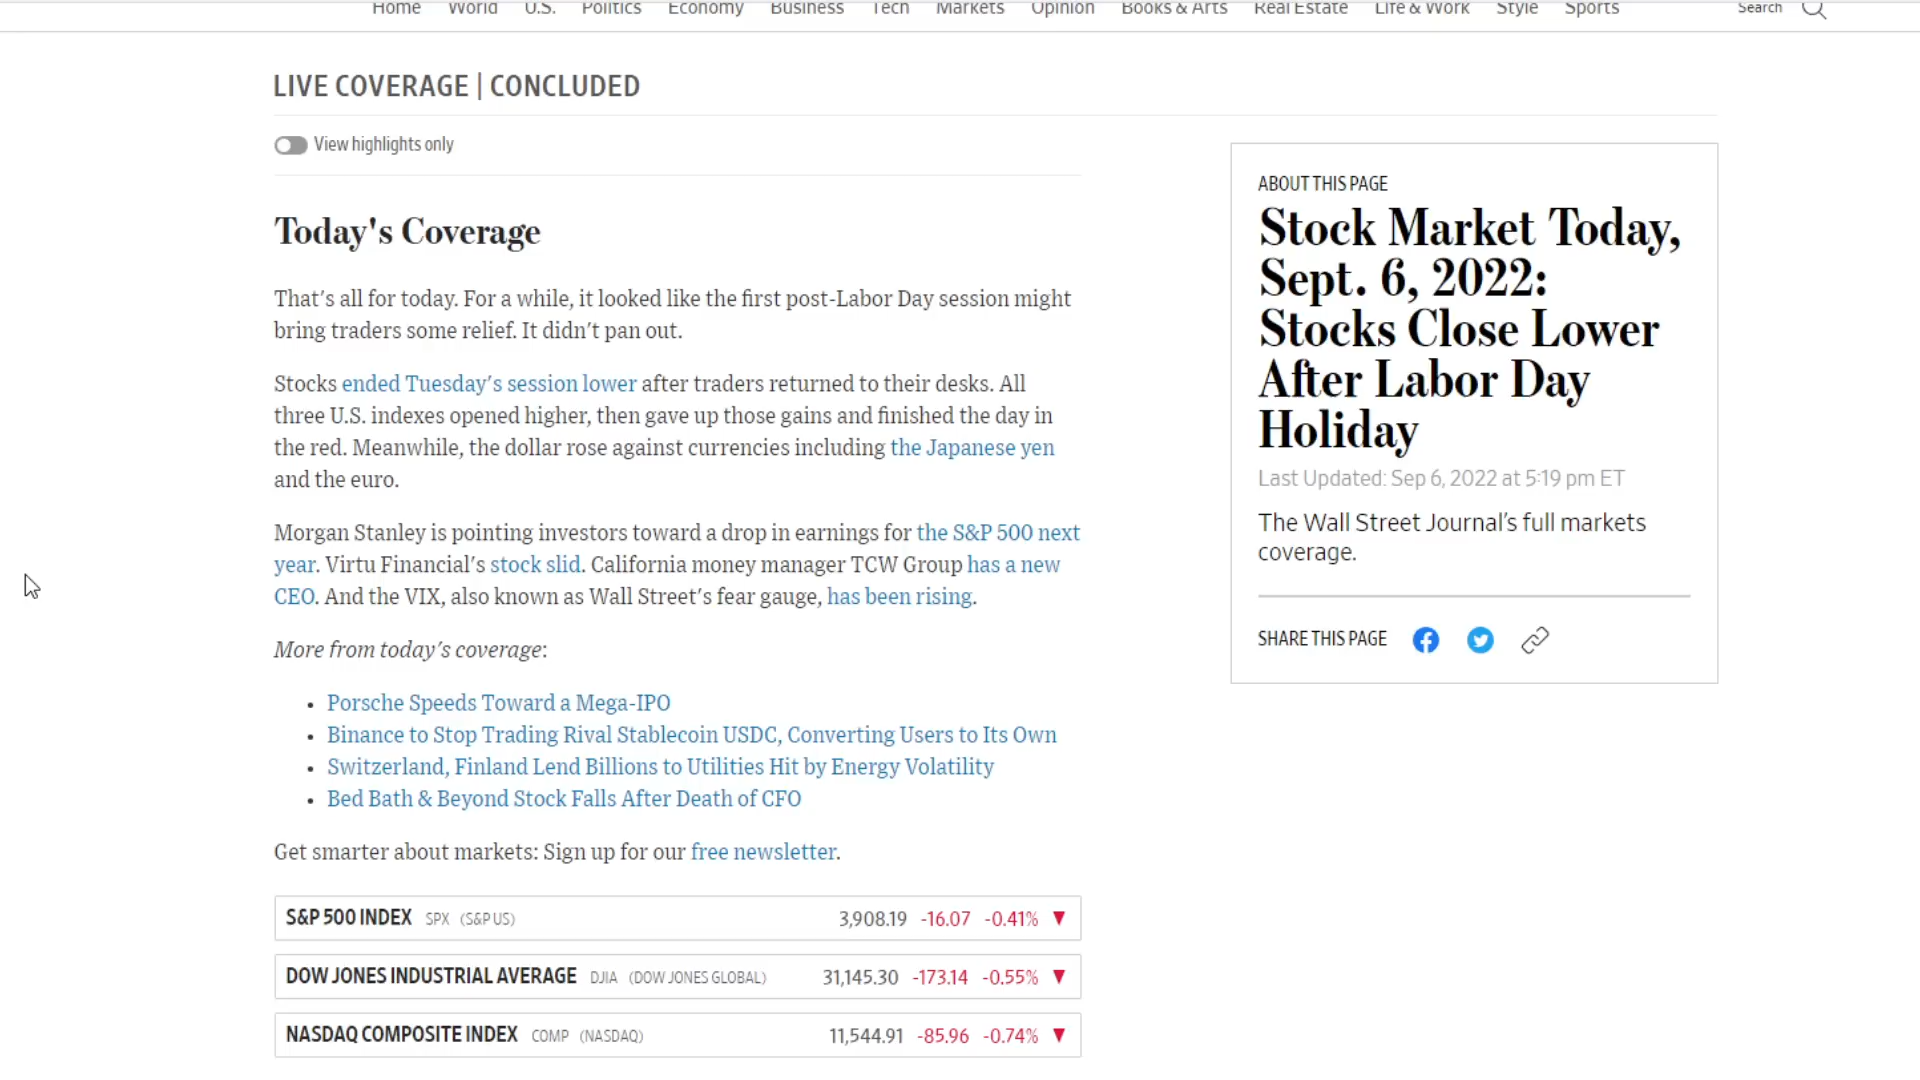 Home World U.S. Politics Economy Business Tech Markets Opinion Books & Arts Real Estate Life & Work Style Sports Search
LIVE COVERAGE | CONCLUDED
View highlights only
Today's Coverage
That's all for today. For a while, it looked like the first post-Labor Day session might
bring traders some relief. It didn't pan out.
Stocks ended Tuesday's session lower after traders returned to their desks. All
three U.S. indexes opened higher, then gave up those gains and finished the day in
the red. Meanwhile, the dollar rose against currencies including the Japanese yen
and the euro.
Morgan Stanley is pointing investors toward a drop in earnings for the S&P 500 next
year. Virtu Financial's stock slid. California money manager TCW Group has a new
CEO. And the VIX, also known as Wall Street's fear gauge, has been rising.
More from today's coverage:
• Porsche Speeds Toward a Mega-IPO
• Binance to Stop Trading Rival Stablecoin USDC, Converting Users to Its Own
• Switzerland, Finland Lend Billions to Utilities Hit by Energy Volatility
• Bed Bath & Beyond Stock Falls After Death of CFO
Get smarter about markets: Sign up for our free newsletter.
S&P 500 INDEX SPX (S&P US) 3,908.19 -16.07 -0.41% ▼
DOW JONES INDUSTRIAL AVERAGE DJIA (DOW JONES GLOBAL) 31,145.30 -173.14 -0.55% ▼
NASDAQ COMPOSITE INDEX COMP (NASDAQ) 11,544.91 -85.96 -0.74% ▼
ABOUT THIS PAGE
Stock Market Today,
Sept. 6, 2022:
Stocks Close Lower
After Labor Day
Holiday
Last Updated: Sep 6, 2022 at 5:19 pm ET
The Wall Street Journal's full markets
coverage.
SHARE THIS PAGE